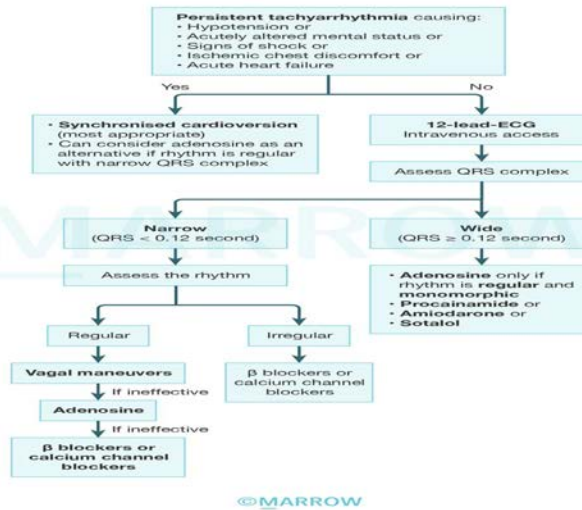 Persistent tachyarrhythmia causing:
• Hypotension or
• Acutely altered mental status or
• Signs of shock or
• Ischemic chest discomfort or
• Acute heart failure
Yes
No
• Synchronised cardioversion
(most appropriate)
• Can consider adenosine as an
alternative if rhythm is regular
with narrow QRS complex
12-lead-ECG
Intravenous access
Assess QRS complex
Narrow
(QRS < 0.12 second)
Wide
(QRS ≥ 0.12 second)
Assess the rhythm
• Adenosine only if
rhythm is regular and
monomorphic
• Procainamide or
• Amiodarone or
• Sotalol
Regular
Irregular
Vagal maneuvers
β blockers or
calcium channel
blockers
If ineffective
Adenosine
If ineffective
β blockers or
calcium channel
blockers
MARROW
©MARROW